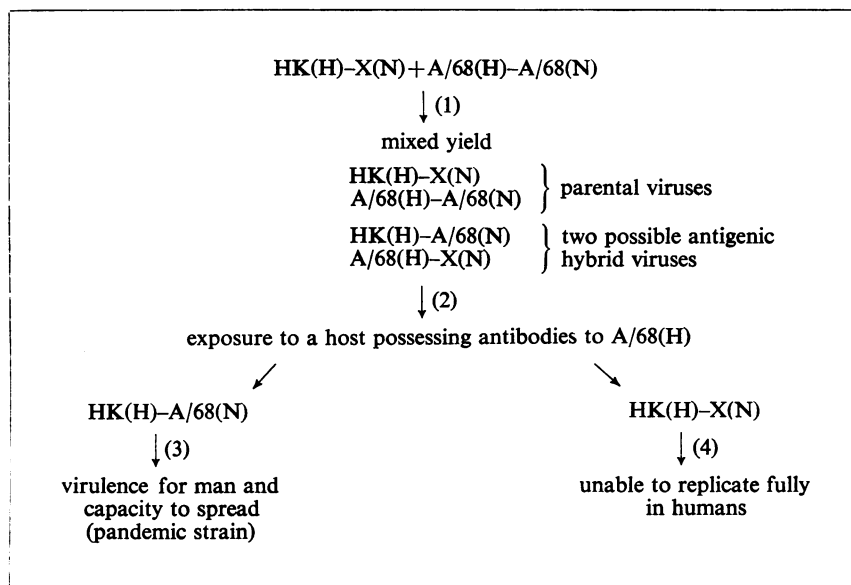 HK(H)–X(N)+A/68(H)–A/68(N)
(1)
mixed yield
HK(H)–X(N)
A/68(H)–A/68(N)
parental viruses
HK(H)–A/68(N)
A/68(H)–X(N)
two possible antigenic
hybrid viruses
(2)
exposure to a host possessing antibodies to A/68(H)
HK(H)–A/68(N)
(3)
virulence for man and
capacity to spread
(pandemic strain)
HK(H)–X(N)
(4)
unable to replicate fully
in humans